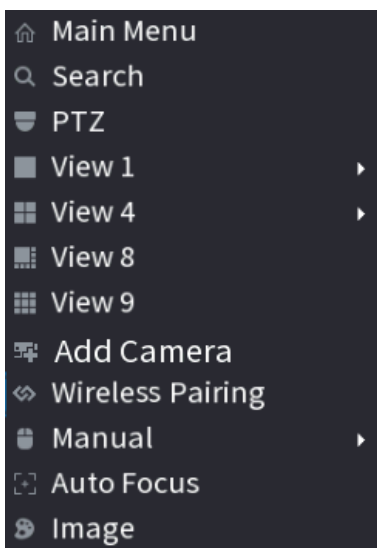 Main Menu
Search
PTZ
View 1
View 4
View 8
View 9
Add Camera
Wireless Pairing
Manual
Auto Focus
Image